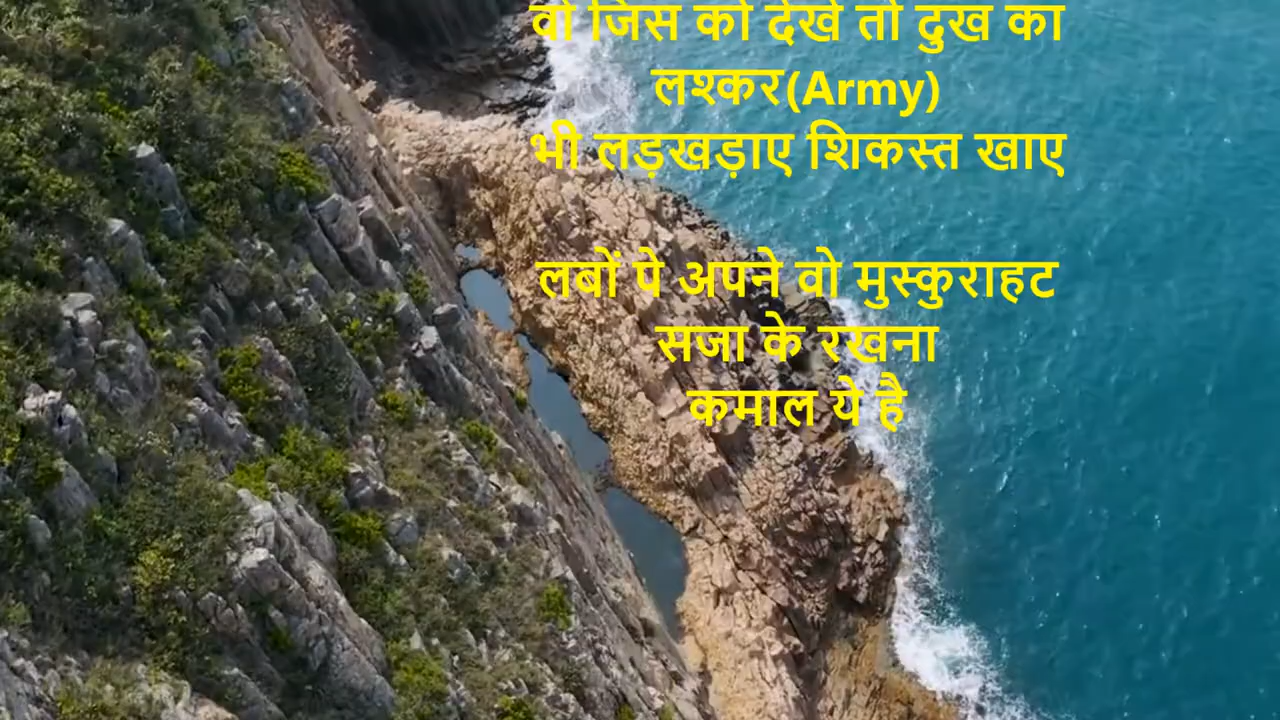 वो जिस को देखे तो दुख का
लश्कर(Army)
भी लड़खड़ाए शिकस्त खाए
लबों पे अपने वो मुस्कुराहट
सजा के रखना
कमाल ये है